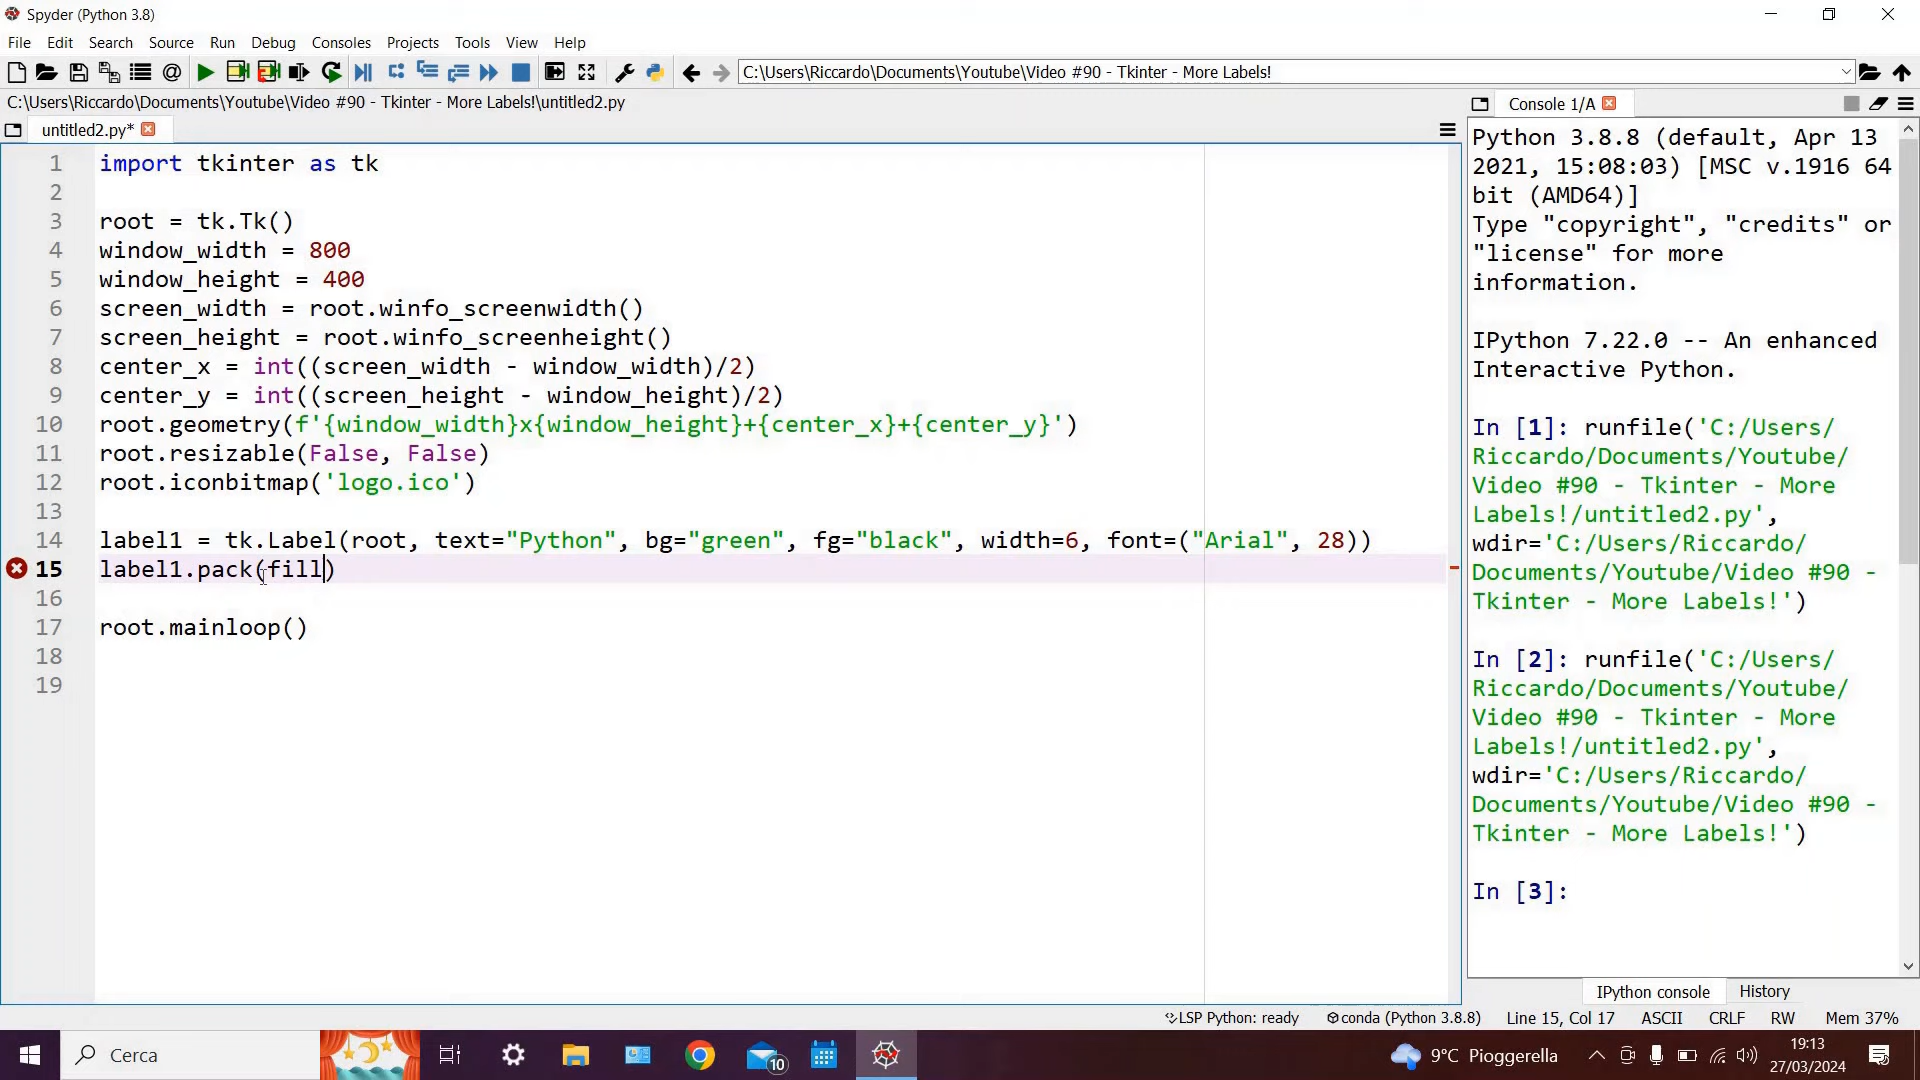 Spyder (Python 3.8)
File Edit Search Source Run Debug Consoles Projects Tools View Help
C:\Users\Riccardo\Documents\Youtube\Video #90 - Tkinter - More Labels!
C:\Users\Riccardo\Documents\Youtube\Video #90 - Tkinter - More Labels!\untitled2.py
untitled2.py*
1 import tkinter as tk
2
3 root = tk.Tk()
4 window_width = 800
5 window_height = 400
6 screen_width = root.winfo_screenwidth()
7 screen_height = root.winfo_screenheight()
8 center_x = int((screen_width - window_width)/2)
9 center_y = int((screen_height - window_height)/2)
10 root.geometry(f'{window_width}x{window_height}+{center_x}+{center_y}')
11 root.resizable(False, False)
12 root.iconbitmap('logo.ico')
13
14 label1 = tk.Label(root, text="Python", bg="green", fg="black", width=6, font=("Arial", 28))
15 label1.pack(fill)
16
17 root.mainloop()
18
19
Console 1/A
Python 3.8.8 (default, Apr 13
2021, 15:08:03) [MSC v.1916 64
bit (AMD64)]
Type "copyright", "credits" or
"license" for more
information.
IPython 7.22.0 -- An enhanced
Interactive Python.
In [1]: runfile('C:/Users/
Riccardo/Documents/Youtube/
Video #90 - Tkinter - More
Labels!/untitled2.py',
wdir='C:/Users/Riccardo/
Documents/Youtube/Video #90 -
Tkinter - More Labels!')
In [2]: runfile('C:/Users/
Riccardo/Documents/Youtube/
Video #90 - Tkinter - More
Labels!/untitled2.py',
wdir='C:/Users/Riccardo/
Documents/Youtube/Video #90 -
Tkinter - More Labels!')
In [3]:
IPython console History
LSP Python: ready conda (Python 3.8.8) Line 15, Col 17 ASCII CRLF RW Mem 37%
Cerca
10
9°C Pioggerella
19:13
27/03/2024